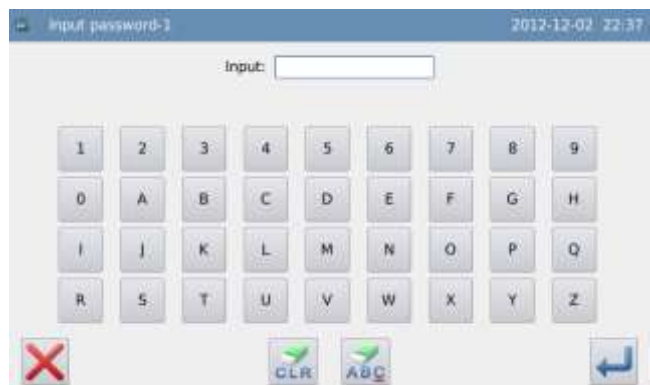 Input password-1 2012-12-02 22:37
Input:
1 2 3 4 5 6 7 8 9
0 A B C D E F G H
I J K L M N O P Q
R S T U V W X Y Z
CLR ABC